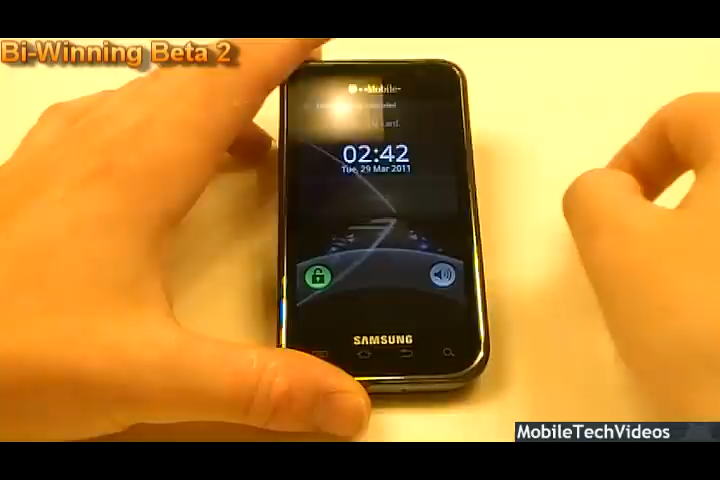 Bi-Winning Beta 2
T··Mobile·
02:42
Tue, 29 Mar 2011
SAMSUNG
MobileTechVideos